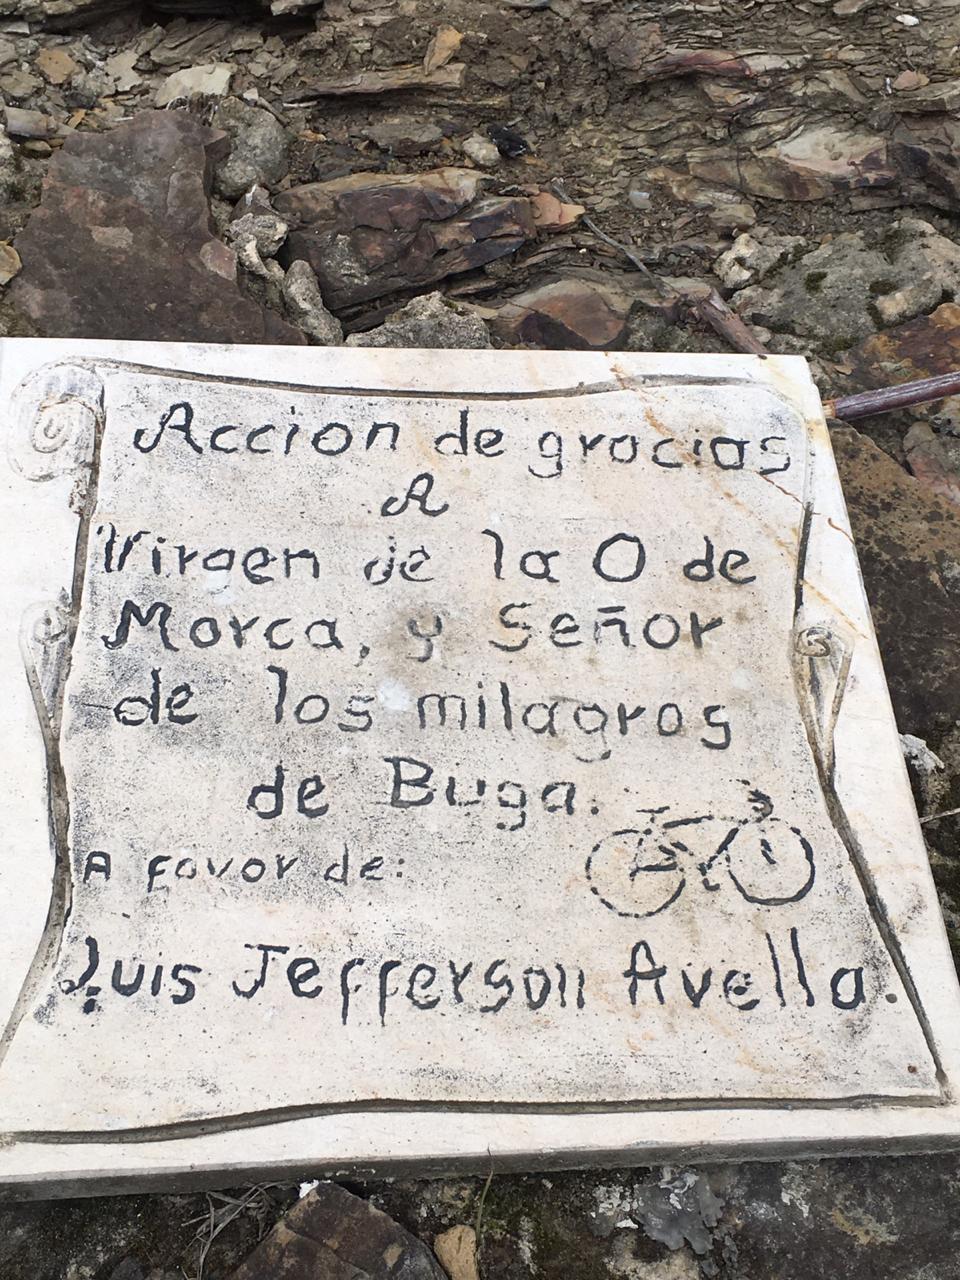 Accion de gracias
A
Virgen de la O de
Morca, y Señor
de los milagros
de Buga.
A favor de:
Luis Jefferson Avella.